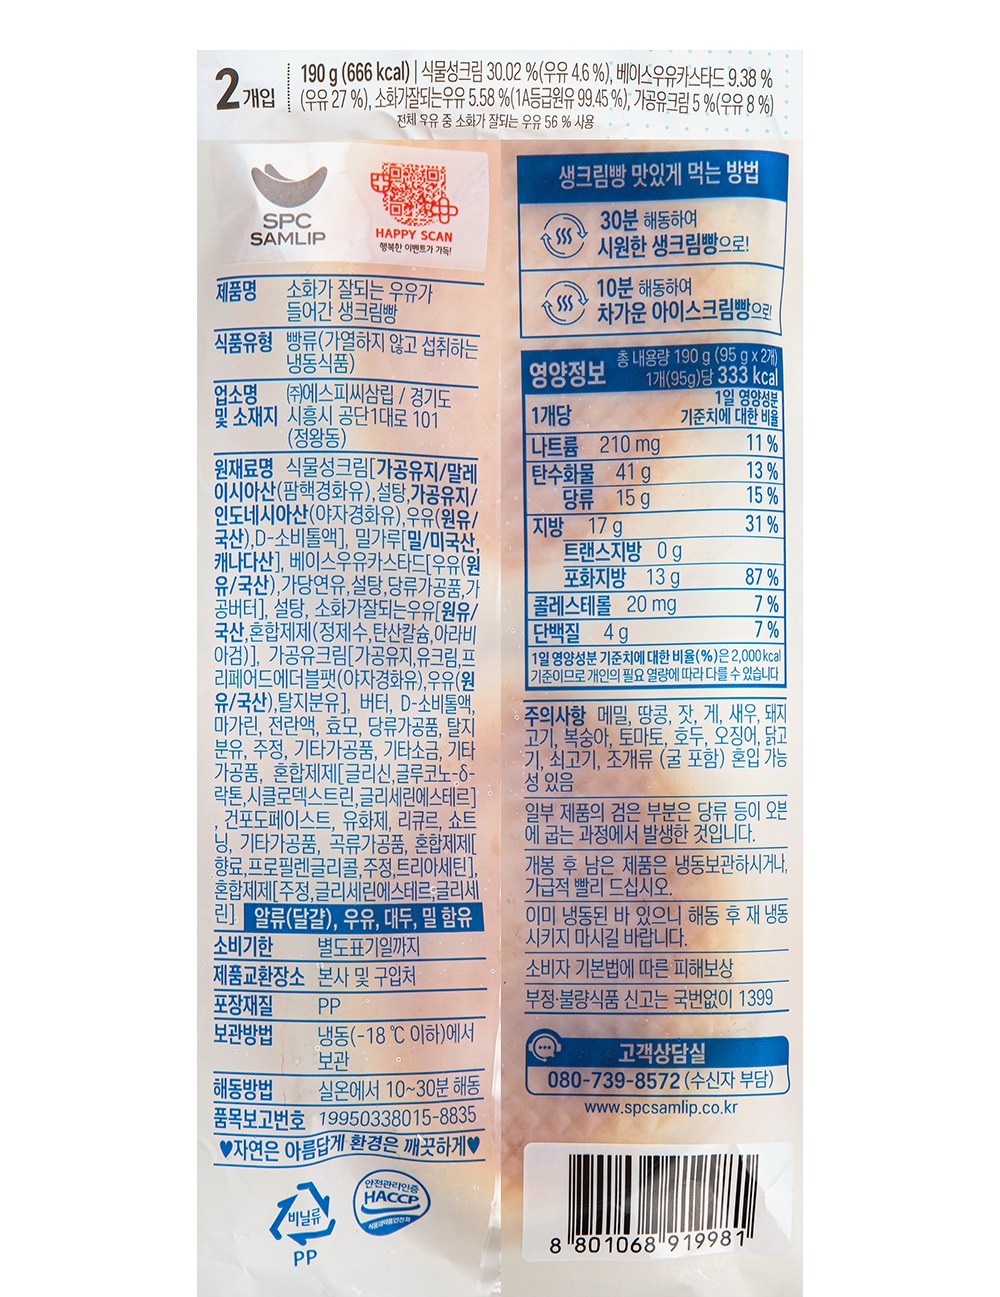 2개입
190 g (666 kcal) | 식물성크림 30.02 %(우유 4.6 %), 베이스우유카스타드 9.38 %
(우유 27 %), 소화가잘되는우유 5.58 %(1A등급원유 99.45 %), 가공유크림 5 %(우유 8 %)
전체 우유 중 소화가 잘되는 우유 56 % 사용
SPC
SAMLIP
HAPPY SCAN
행복한 이벤트가 가득!
제품명 소화가 잘되는 우유가
들어간 생크림빵
식품유형 빵류(가열하지 않고 섭취하는
냉동식품)
업소명 ㈜에스피씨삼립 / 경기도
및 소재지 시흥시 공단1대로 101
(정왕동)
원재료명 식물성크림[가공유지/말레
이시아산(팜핵경화유),설탕,가공유지/
인도네시아산(야자경화유),우유(원유/
국산),D-소비톨액], 밀가루[밀/미국산,
캐나다산], 베이스우유카스타드[우유(원
유/국산),가당연유,설탕,당류가공품,가
공버터], 설탕, 소화가잘되는우유[원유/
국산,혼합제제(정제수,탄산칼슘,아라비
아검)], 가공유크림[가공유지,유크림,프
리페어드에더블팻(야자경화유),우유(원
유/국산),탈지분유], 버터, D-소비톨액,
마가린, 전란액, 효모, 당류가공품, 탈지
분유, 주정, 기타가공품, 기타소금, 기타
가공품, 혼합제제[글리신,글루코노-δ-
락톤,시클로덱스트린,글리세린에스테르]
, 건포도페이스트, 유화제, 리큐르, 쇼트
닝, 기타가공품, 곡류가공품, 혼합제제[
향료,프로필렌글리콜,주정,트리아세틴],
혼합제제[주정,글리세린에스테르,글리세
린] 알류(달걀), 우유, 대두, 밀 함유
소비기한 별도표기일까지
제품교환장소 본사 및 구입처
포장재질 PP
보관방법 냉동(-18 ℃ 이하)에서
보관
해동방법 실온에서 10~30분 해동
품목보고번호 19950338015-8835
♥자연은 아름답게 환경은 깨끗하게♥
비닐류
PP
안전관리인증
HACCP
식품의약품안전처
생크림빵 맛있게 먹는 방법
30분 해동하여
시원한 생크림빵으로!
10분 해동하여
차가운 아이스크림빵으로!
영양정보 총 내용량 190 g (95 g x 2개)
1개(95g)당 333 kcal
1개당 1일 영양성분
기준치에 대한 비율
나트륨 210 mg 11 %
탄수화물 41 g 13 %
당류 15 g 15 %
지방 17 g 31 %
트랜스지방 0 g
포화지방 13 g 87 %
콜레스테롤 20 mg 7 %
단백질 4 g 7 %
1일 영양성분 기준치에 대한 비율(%)은 2,000 kcal
기준이므로 개인의 필요 열량에 따라 다를 수 있습니다
주의사항 메밀, 땅콩, 잣, 게, 새우, 돼지
고기, 복숭아, 토마토, 호두, 오징어, 닭고
기, 쇠고기, 조개류 (굴 포함) 혼입 가능
성 있음
일부 제품의 검은 부분은 당류 등이 오븐
에 굽는 과정에서 발생한 것입니다.
개봉 후 남은 제품은 냉동보관하시거나,
가급적 빨리 드십시오.
이미 냉동된 바 있으니 해동 후 재 냉동
시키지 마시길 바랍니다.
소비자 기본법에 따른 피해보상
부정·불량식품 신고는 국번없이 1399
고객상담실
080-739-8572 (수신자 부담)
www.spcsamlip.co.kr
8 801068 919981